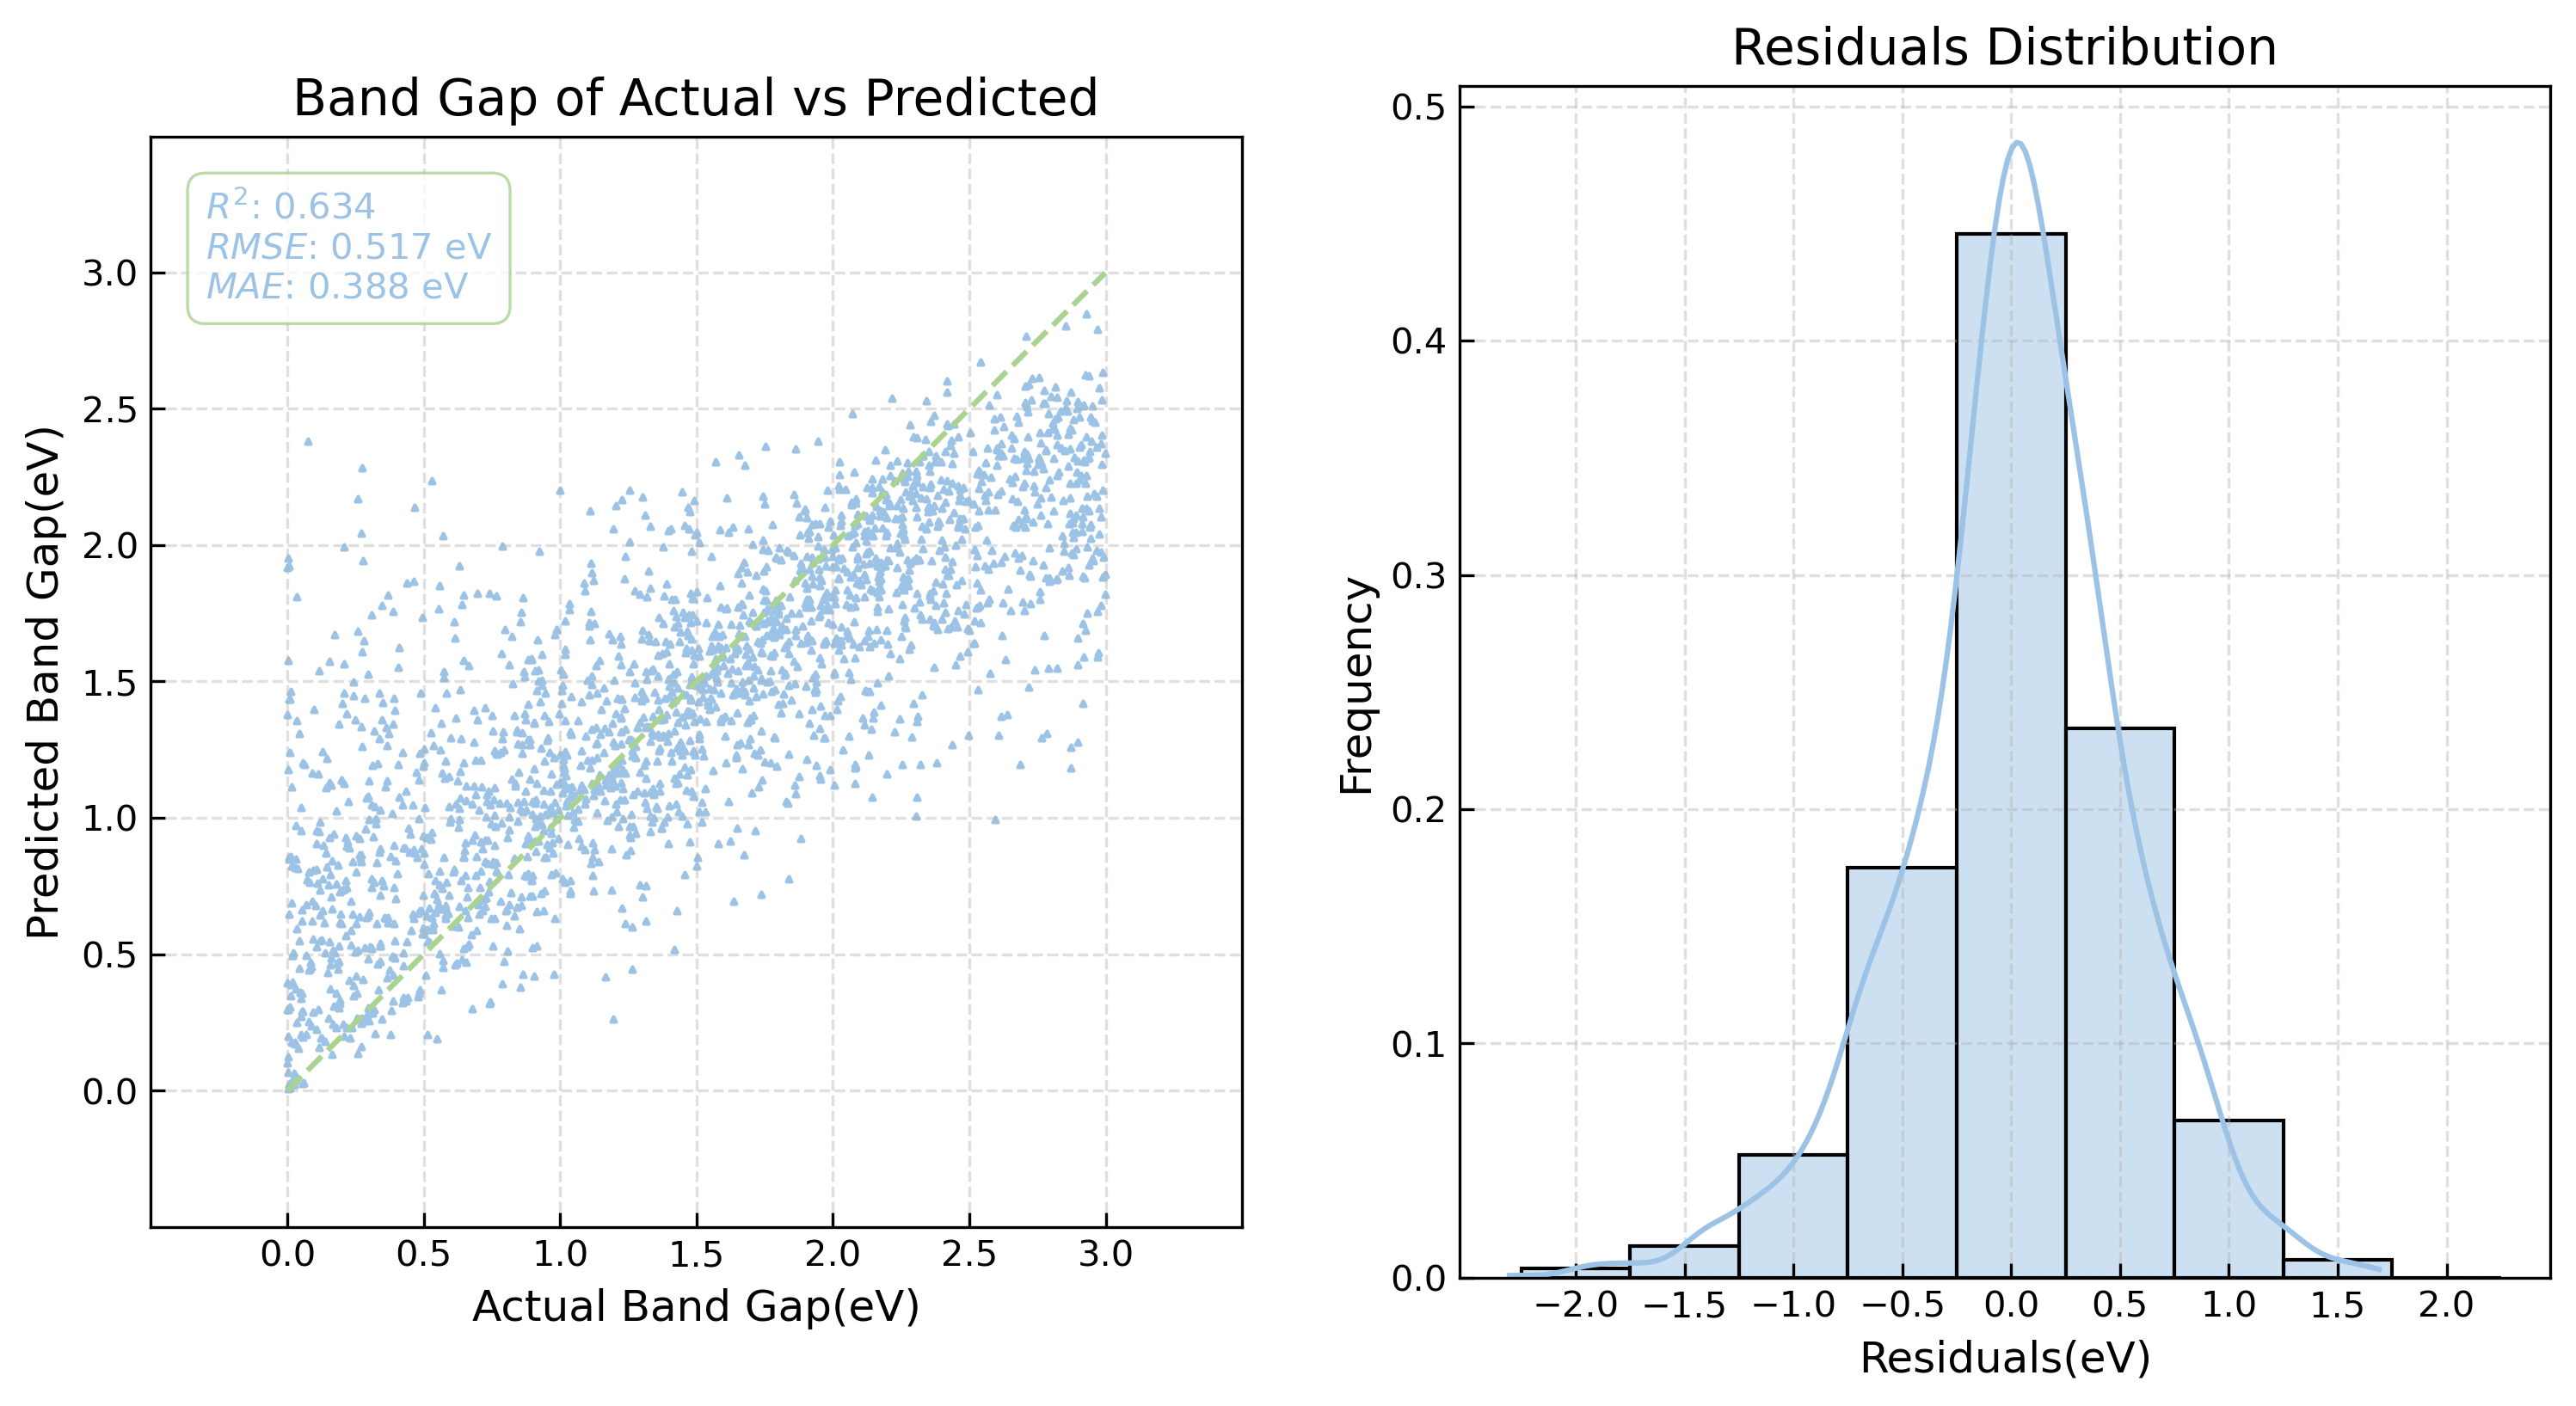 Band Gap of Actual vs Predicted
R²: 0.634
RMSE: 0.517 eV
MAE: 0.388 eV
Predicted Band Gap(eV)
3.0
2.5
2.0
1.5
1.0
0.5
0.0
0.0 0.5 1.0 1.5 2.0 2.5 3.0
Actual Band Gap(eV)
Residuals Distribution
Frequency
0.5
0.4
0.3
0.2
0.1
0.0
−2.0 −1.5 −1.0 −0.5 0.0 0.5 1.0 1.5 2.0
Residuals(eV)